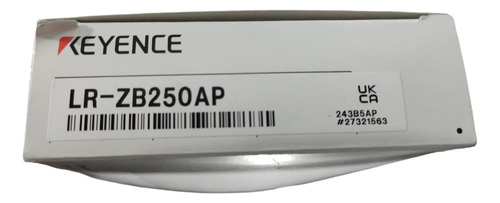 KEYENCE
LR-ZB250AP
UK
CA
243B5AP
#27321563